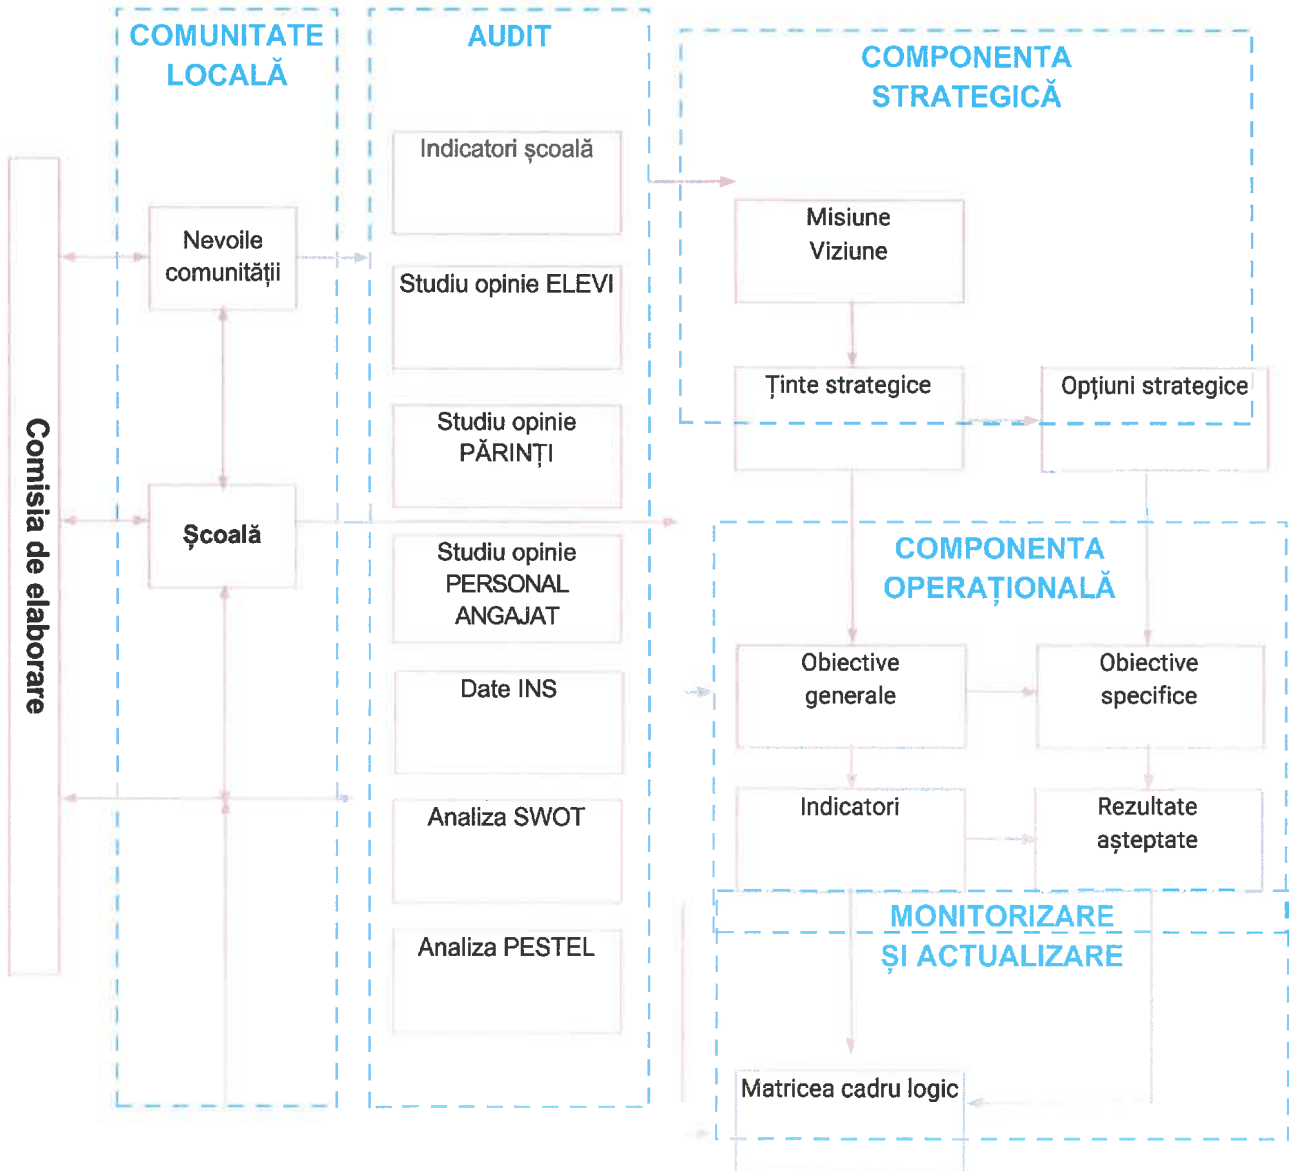 COMUNITATE
LOCALĂ
AUDIT
COMPONENTA
STRATEGICĂ
Comisia de elaborare
Nevoile
comunității
Școală
Indicatori școală
Studiu opinie ELEVI
Studiu opinie
PĂRINȚI
Studiu opinie
PERSONAL
ANGAJAT
Date INS
Analiza SWOT
Analiza PESTEL
Misiune
Viziune
Ținte strategice
Opțiuni strategice
COMPONENTA
OPERAȚIONALĂ
Obiective
generale
Obiective
specifice
Indicatori
Rezultate
așteptate
MONITORIZARE
ȘI ACTUALIZARE
Matricea cadru logic